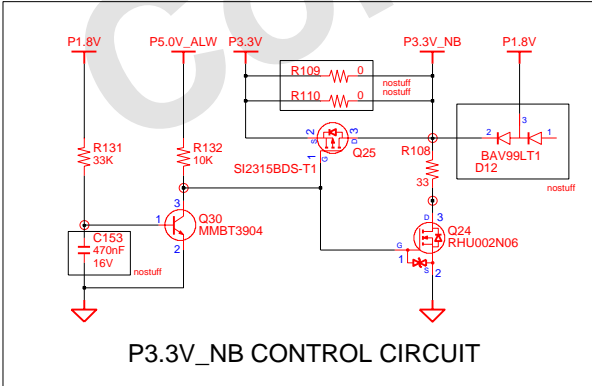 P1.8V P5.0V_ALW P3.3V P3.3V_NB P1.8V
R109 0
nostuff
R110 0
nostuff
R131
33K
R132
10K
2 S D 3
G
1
Q25
SI2315BDS-T1
R108
33
3
2 1
BAV99LT1
D12
nostuff
3
1
2
Q30
MMBT3904
C153
470nF
16V
nostuff
D 3
G
1
S 2
Q24
RHU002N06
P3.3V_NB CONTROL CIRCUIT